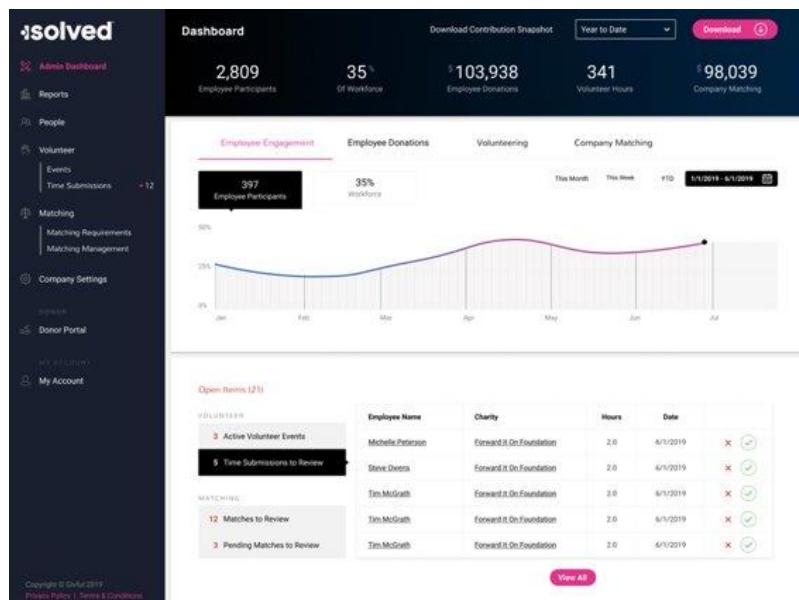 isolved
Admin Dashboard
Reports
People
Volunteer
Events
Time Submissions • 12
Matching
Matching Requirements
Matching Management
Company Settings
DONOR
Donor Portal
MY ACCOUNT
My Account
Copyright © Givful 2019
Privacy Policy | Terms & Conditions
Dashboard
Download Contribution Snapshot
Year to Date
Download
2,809
Employee Participants
35%
Of Workforce
$103,938
Employee Donations
341
Volunteer Hours
$98,039
Company Matching
Employee Engagement Employee Donations Volunteering Company Matching
397
Employee Participants
35%
Workforce
This Month This Week YTD 1/1/2019 - 6/1/2019
50%
25%
0%
Jan Feb Mar Apr May Jun Jul
Open Items (21)
VOLUNTEER
3 Active Volunteer Events
5 Time Submissions to Review
MATCHING
12 Matches to Review
3 Pending Matches to Review
Employee Name Charity Hours Date
Michelle Peterson Forward It On Foundation 2.0 6/1/2019
Steve Owens Forward It On Foundation 2.0 6/1/2019
Tim McGrath Forward It On Foundation 2.0 6/1/2019
Tim McGrath Forward It On Foundation 2.0 6/1/2019
Tim McGrath Forward It On Foundation 2.0 6/1/2019
View All